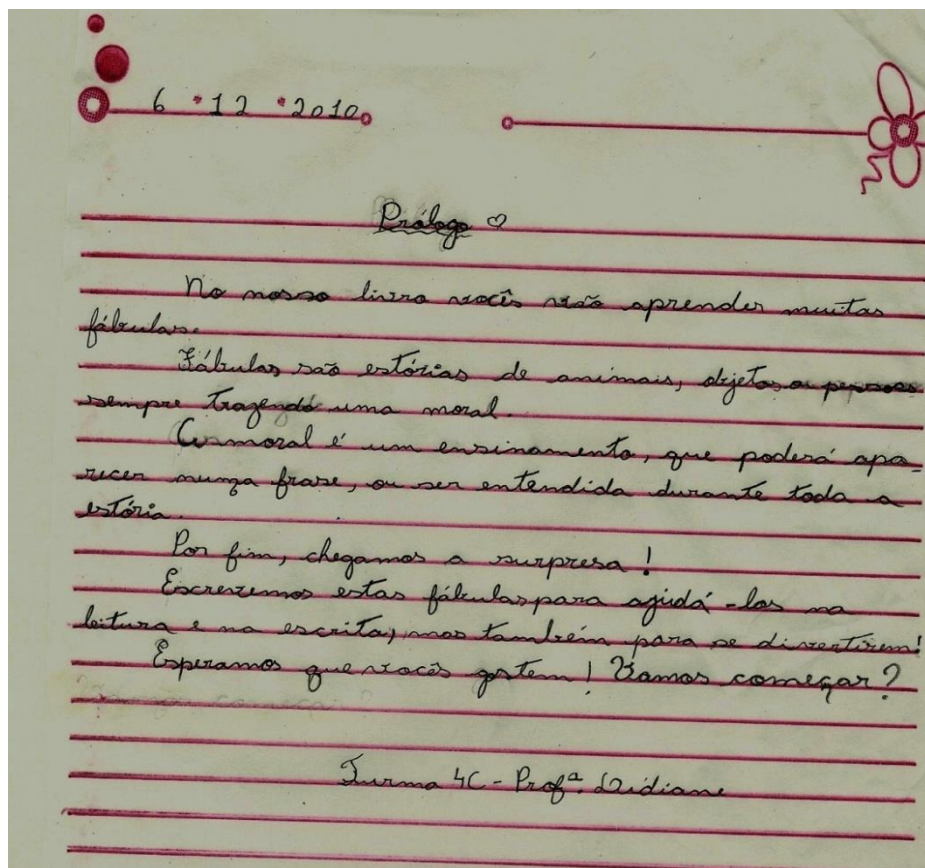 6 12 2010
Prólogo ♡
No nosso livro vocês vão aprender muitas
fábulas.
Fábulas são estórias de animais, objetos ou pessoas
sempre trazendo uma moral.
A moral é um ensinamento, que poderá apa-
recer numa frase, ou ser entendida durante toda a
estória.
Por fim, chegamos a surpresa!
Escrevemos estas fábulas para ajudá-los na
leitura e na escrita, mas também para se divertirem!
Esperamos que vocês gostem! Vamos começar?
Turma 4C - Profª. Lidiane